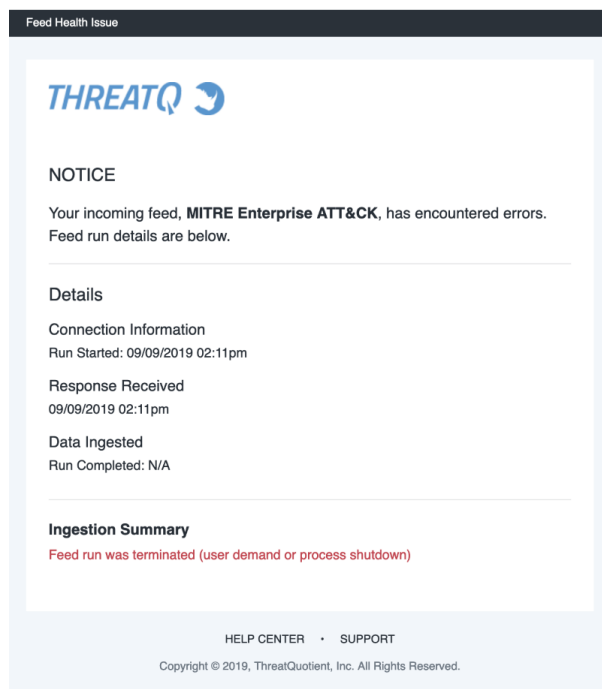 Feed Health Issue
THREATQ
NOTICE
Your incoming feed, MITRE Enterprise ATT&CK, has encountered errors.
Feed run details are below.
Details
Connection Information
Run Started: 09/09/2019 02:11pm
Response Received
09/09/2019 02:11pm
Data Ingested
Run Completed: N/A
Ingestion Summary
Feed run was terminated (user demand or process shutdown)
HELP CENTER • SUPPORT
Copyright © 2019, ThreatQuotient, Inc. All Rights Reserved.